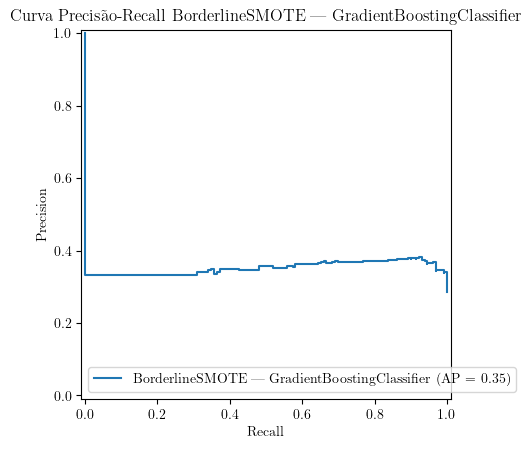 Curva Precisão-Recall BorderlineSMOTE — GradientBoostingClassifier
1.0
0.8
0.6
0.4
0.2
0.0
Precision
BorderlineSMOTE — GradientBoostingClassifier (AP = 0.35)
0.0 0.2 0.4 0.6 0.8 1.0
Recall